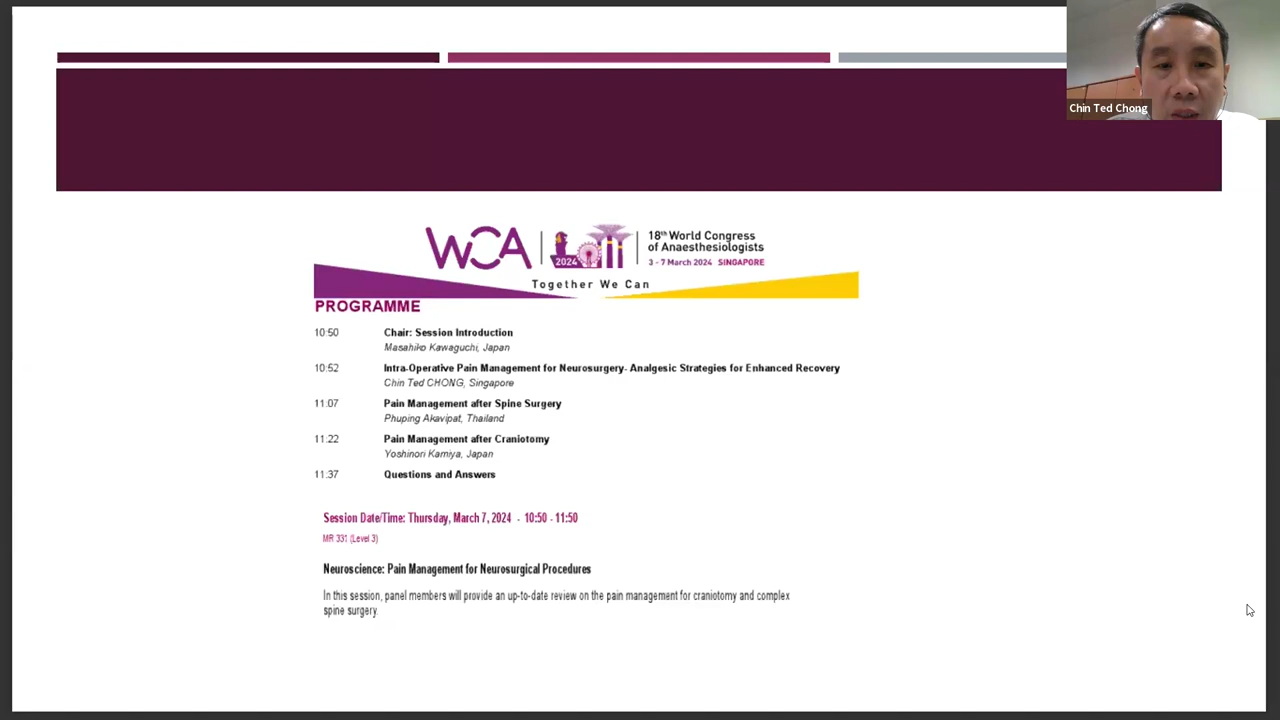 Chin Ted Chong
WCA
2024
18th World Congress
of Anaesthesiologists
3 - 7 March 2024 SINGAPORE
Together We Can
PROGRAMME
10:50 Chair: Session Introduction
Masahiko Kawaguchi, Japan
10:52 Intra-Operative Pain Management for Neurosurgery- Analgesic Strategies for Enhanced Recovery
Chin Ted CHONG, Singapore
11:07 Pain Management after Spine Surgery
Phuping Akavipat, Thailand
11:22 Pain Management after Craniotomy
Yoshinori Kamiya, Japan
11:37 Questions and Answers
Session Date/Time: Thursday, March 7, 2024 - 10:50 - 11:50
MR 331 (Level 3)
Neuroscience: Pain Management for Neurosurgical Procedures
In this session, panel members will provide an up-to-date review on the pain management for craniotomy and complex
spine surgery.